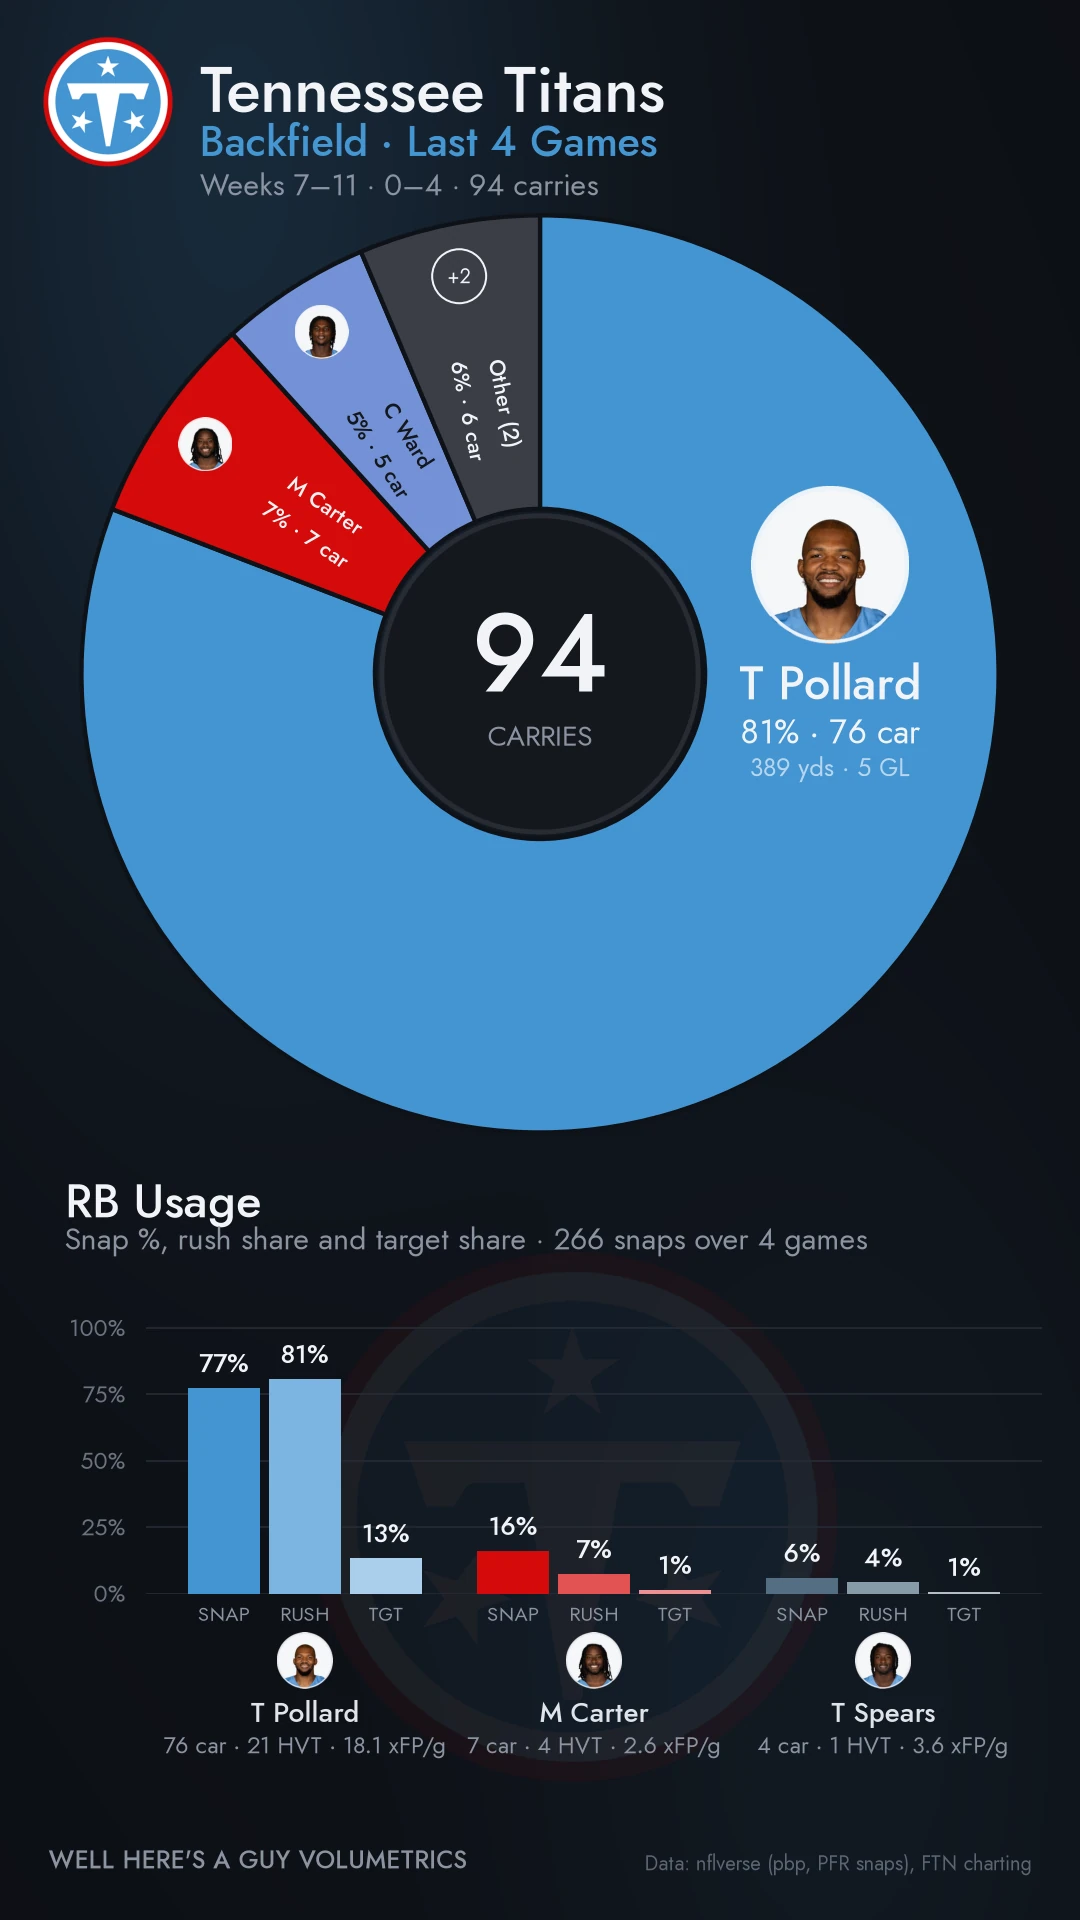 Tennessee Titans
Backfield · Last 4 Games
Weeks 7–11 · 0–4 · 94 carries
+2
Other (2)
6% · 6 car
C Ward
5% · 5 car
M Carter
7% · 7 car
T Pollard
81% · 76 car
389 yds · 5 GL
94
CARRIES
RB Usage
Snap %, rush share and target share · 266 snaps over 4 games
100%
75%
50%
25%
0%
77% 81% 13% 16% 7% 1% 6% 4% 1%
SNAP RUSH TGT SNAP RUSH TGT SNAP RUSH TGT
T Pollard M Carter T Spears
76 car · 21 HVT · 18.1 xFP/g 7 car · 4 HVT · 2.6 xFP/g 4 car · 1 HVT · 3.6 xFP/g
WELL HERE'S A GUY VOLUMETRICS
Data: nflverse (pbp, PFR snaps), FTN charting